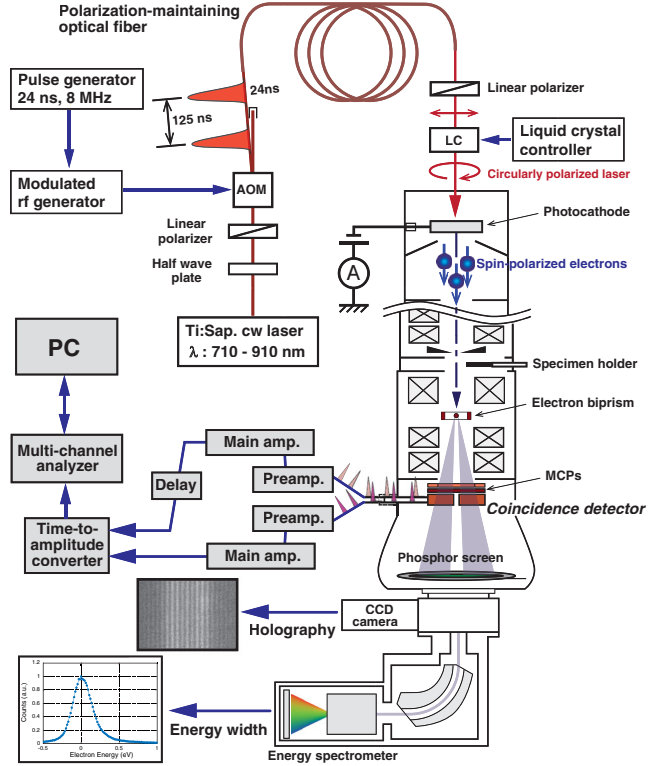 Polarization-maintaining
optical fiber
Pulse generator
24 ns, 8 MHz
24ns
125 ns
Linear polarizer
LC
Liquid crystal
controller
Circularly polarized laser
Modulated
rf generator
AOM
Photocathode
Linear
polarizer
Half wave
plate
A
Spin-polarized electrons
Ti:Sap. cw laser
λ : 710 - 910 nm
PC
Specimen holder
Electron biprism
Multi-channel
analyzer
Main amp.
Delay
Preamp.
MCPs
Coincidence detector
Preamp.
Time-to-
amplitude
converter
Main amp.
Phosphor screen
CCD
camera
Holography
Energy width
Energy spectrometer
Counts (a.u.)
1.2
1
0.8
0.6
0.4
0.2
0
-0.5
0
0.5
1
Electron Energy (eV)